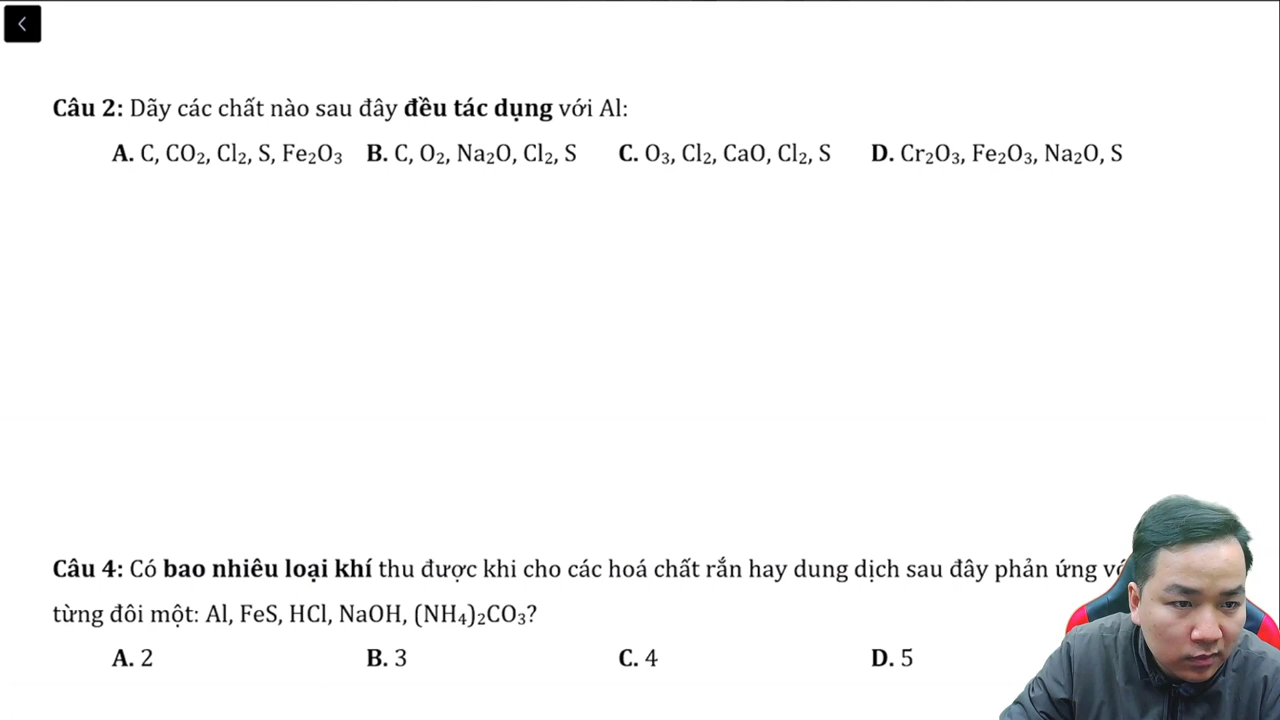 Câu 2: Dãy các chất nào sau đây đều tác dụng với Al:
A. C, CO₂, Cl₂, S, Fe₂O₃ B. C, O₂, Na₂O, Cl₂, S C. O₃, Cl₂, CaO, Cl₂, S D. Cr₂O₃, Fe₂O₃, Na₂O, S
Câu 4: Có bao nhiêu loại khí thu được khi cho các hoá chất rắn hay dung dịch sau đây phản ứng
từng đôi một: Al, FeS, HCl, NaOH, (NH₄)₂CO₃?
A. 2 B. 3 C. 4 D. 5